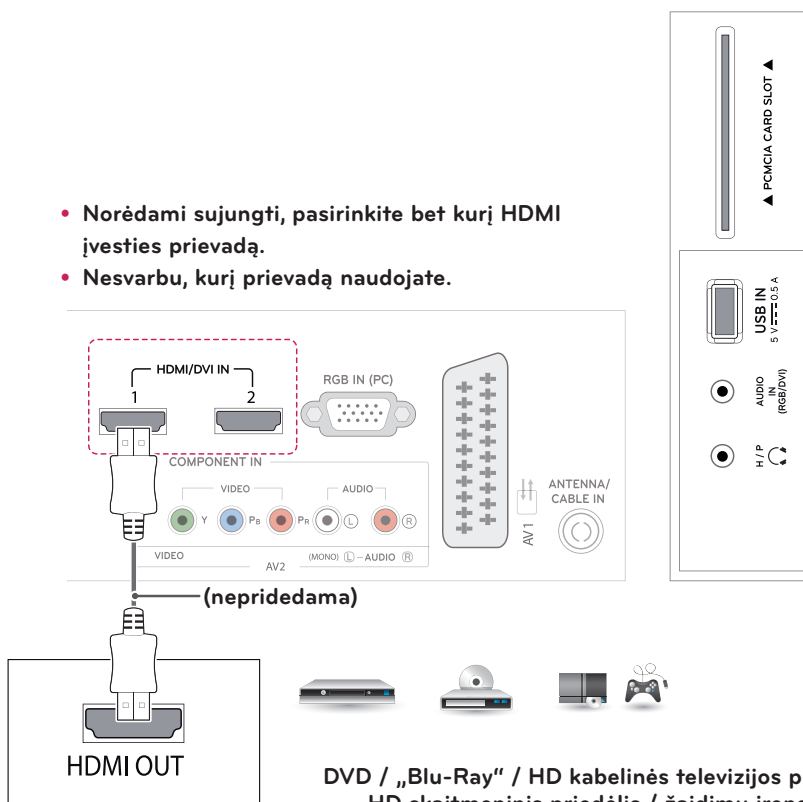 • Norėdami sujungti, pasirinkite bet kurį HDMI
įvesties prievadą.
• Nesvarbu, kurį prievadą naudojate.
HDMI/DVI IN
1
2
RGB IN (PC)
COMPONENT IN
VIDEO
AUDIO
Y
PB
PR
L
R
VIDEO
AV2
(MONO) L – AUDIO R
AV1
ANTENNA/
CABLE IN
(nepridedama)
HDMI OUT
▲ PCMCIA CARD SLOT ▲
USB IN
5 V 0.5 A
AUDIO
IN
(RGB/DVI)
H / P
DVD / „Blu-Ray“ / HD kabelinės televizijos
HD skaitmeninis priedėlis / žaidimų